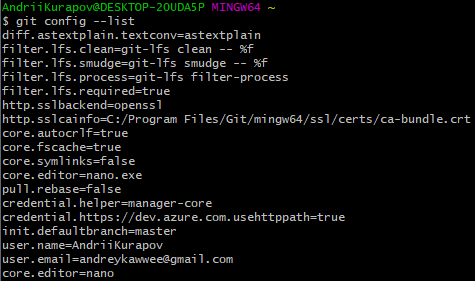 AndriiKurapov@DESKTOP-2OUDA5P MINGW64 ~
$ git config --list
diff.astextplain.textconv=astextplain
filter.lfs.clean=git-lfs clean -- %f
filter.lfs.smudge=git-lfs smudge -- %f
filter.lfs.process=git-lfs filter-process
filter.lfs.required=true
http.sslbackend=openssl
http.sslcainfo=C:/Program Files/Git/mingw64/ssl/certs/ca-bundle.crt
core.autocrlf=true
core.fscache=true
core.symlinks=false
core.editor=nano.exe
pull.rebase=false
credential.helper=manager-core
credential.https://dev.azure.com.usehttppath=true
init.defaultbranch=master
user.name=AndriiKurapov
user.email=andreykawwee@gmail.com
core.editor=nano